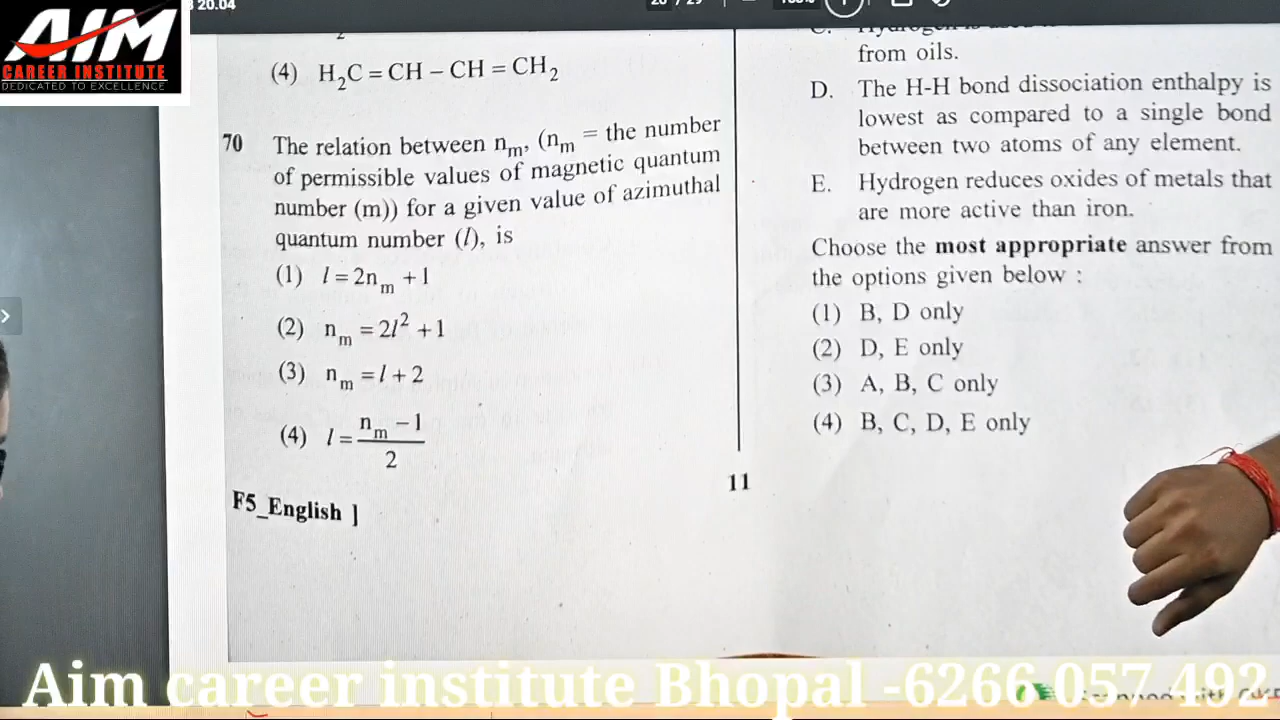 20.04
AIM
CAREER INSTITUTE
DEDICATED TO EXCELLENCE
2
(4) H₂C = CH – CH = CH₂
70 The relation between nₘ, (nₘ = the number
of permissible values of magnetic quantum
number (m)) for a given value of azimuthal
quantum number (l), is
(1) l = 2nₘ + 1
(2) nₘ = 2l² + 1
(3) nₘ = l + 2
(4) l = (nₘ – 1)/2
F5_English ]
from oils.
D. The H-H bond dissociation enthalpy is
lowest as compared to a single bond
between two atoms of any element.
E. Hydrogen reduces oxides of metals that
are more active than iron.
Choose the most appropriate answer from
the options given below :
(1) B, D only
(2) D, E only
(3) A, B, C only
(4) B, C, D, E only
11
Aim career institute Bhopal -6266 057 492